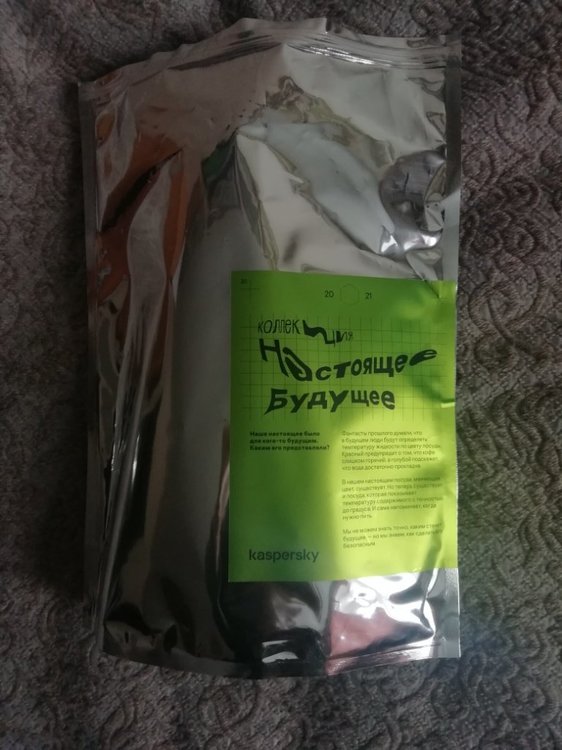 20 21
коллекция
Настоящее
Будущее
Наше настоящее было
для кого-то будущим.
Каким его представляли?
Фантасты прошлого думали, что
в будущем люди будут определять
температуру жидкости по цвету посуды.
Красный предупредит о том, что кофе
слишком горячий, а голубой подскажет,
что вода достаточно прохладна.
В нашем настоящем посуда, меняющая
цвет, существует. Но теперь существует
и посуда, которая показывает
температуру содержимого с точностью
до градуса. И сама напоминает, когда
нужно пить.
Мы не можем знать точно, каким станет
будущее, — но мы знаем, как сделать его
безопасным.
kaspersky